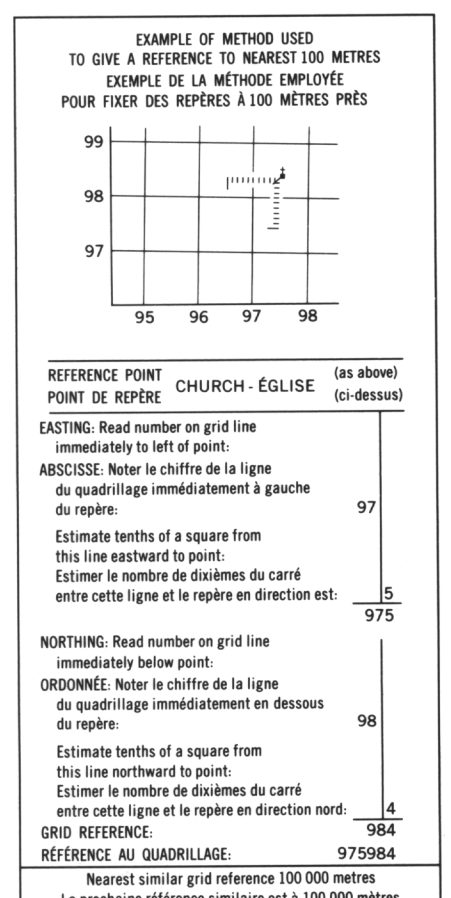 EXAMPLE OF METHOD USED
TO GIVE A REFERENCE TO NEAREST 100 METRES
EXEMPLE DE LA MÉTHODE EMPLOYÉE
POUR FIXER DES REPÈRES À 100 MÈTRES PRÈS
99
98
97
95 96 97 98
REFERENCE POINT
POINT DE REPÈRE
CHURCH - ÉGLISE
(as above)
(ci-dessus)
EASTING: Read number on grid line
immediately to left of point:
ABSCISSE: Noter le chiffre de la ligne
du quadrillage immédiatement à gauche
du repère: 97
Estimate tenths of a square from
this line eastward to point:
Estimer le nombre de dixièmes du carré
entre cette ligne et le repère en direction est: 5
975
NORTHING: Read number on grid line
immediately below point:
ORDONNÉE: Noter le chiffre de la ligne
du quadrillage immédiatement en dessous
du repère: 98
Estimate tenths of a square from
this line northward to point:
Estimer le nombre de dixièmes du carré
entre cette ligne et le repère en direction nord: 4
GRID REFERENCE: 984
RÉFÉRENCE AU QUADRILLAGE: 975984
Nearest similar grid reference 100 000 metres
La prochaine référence similaire est à 100 000 mètres